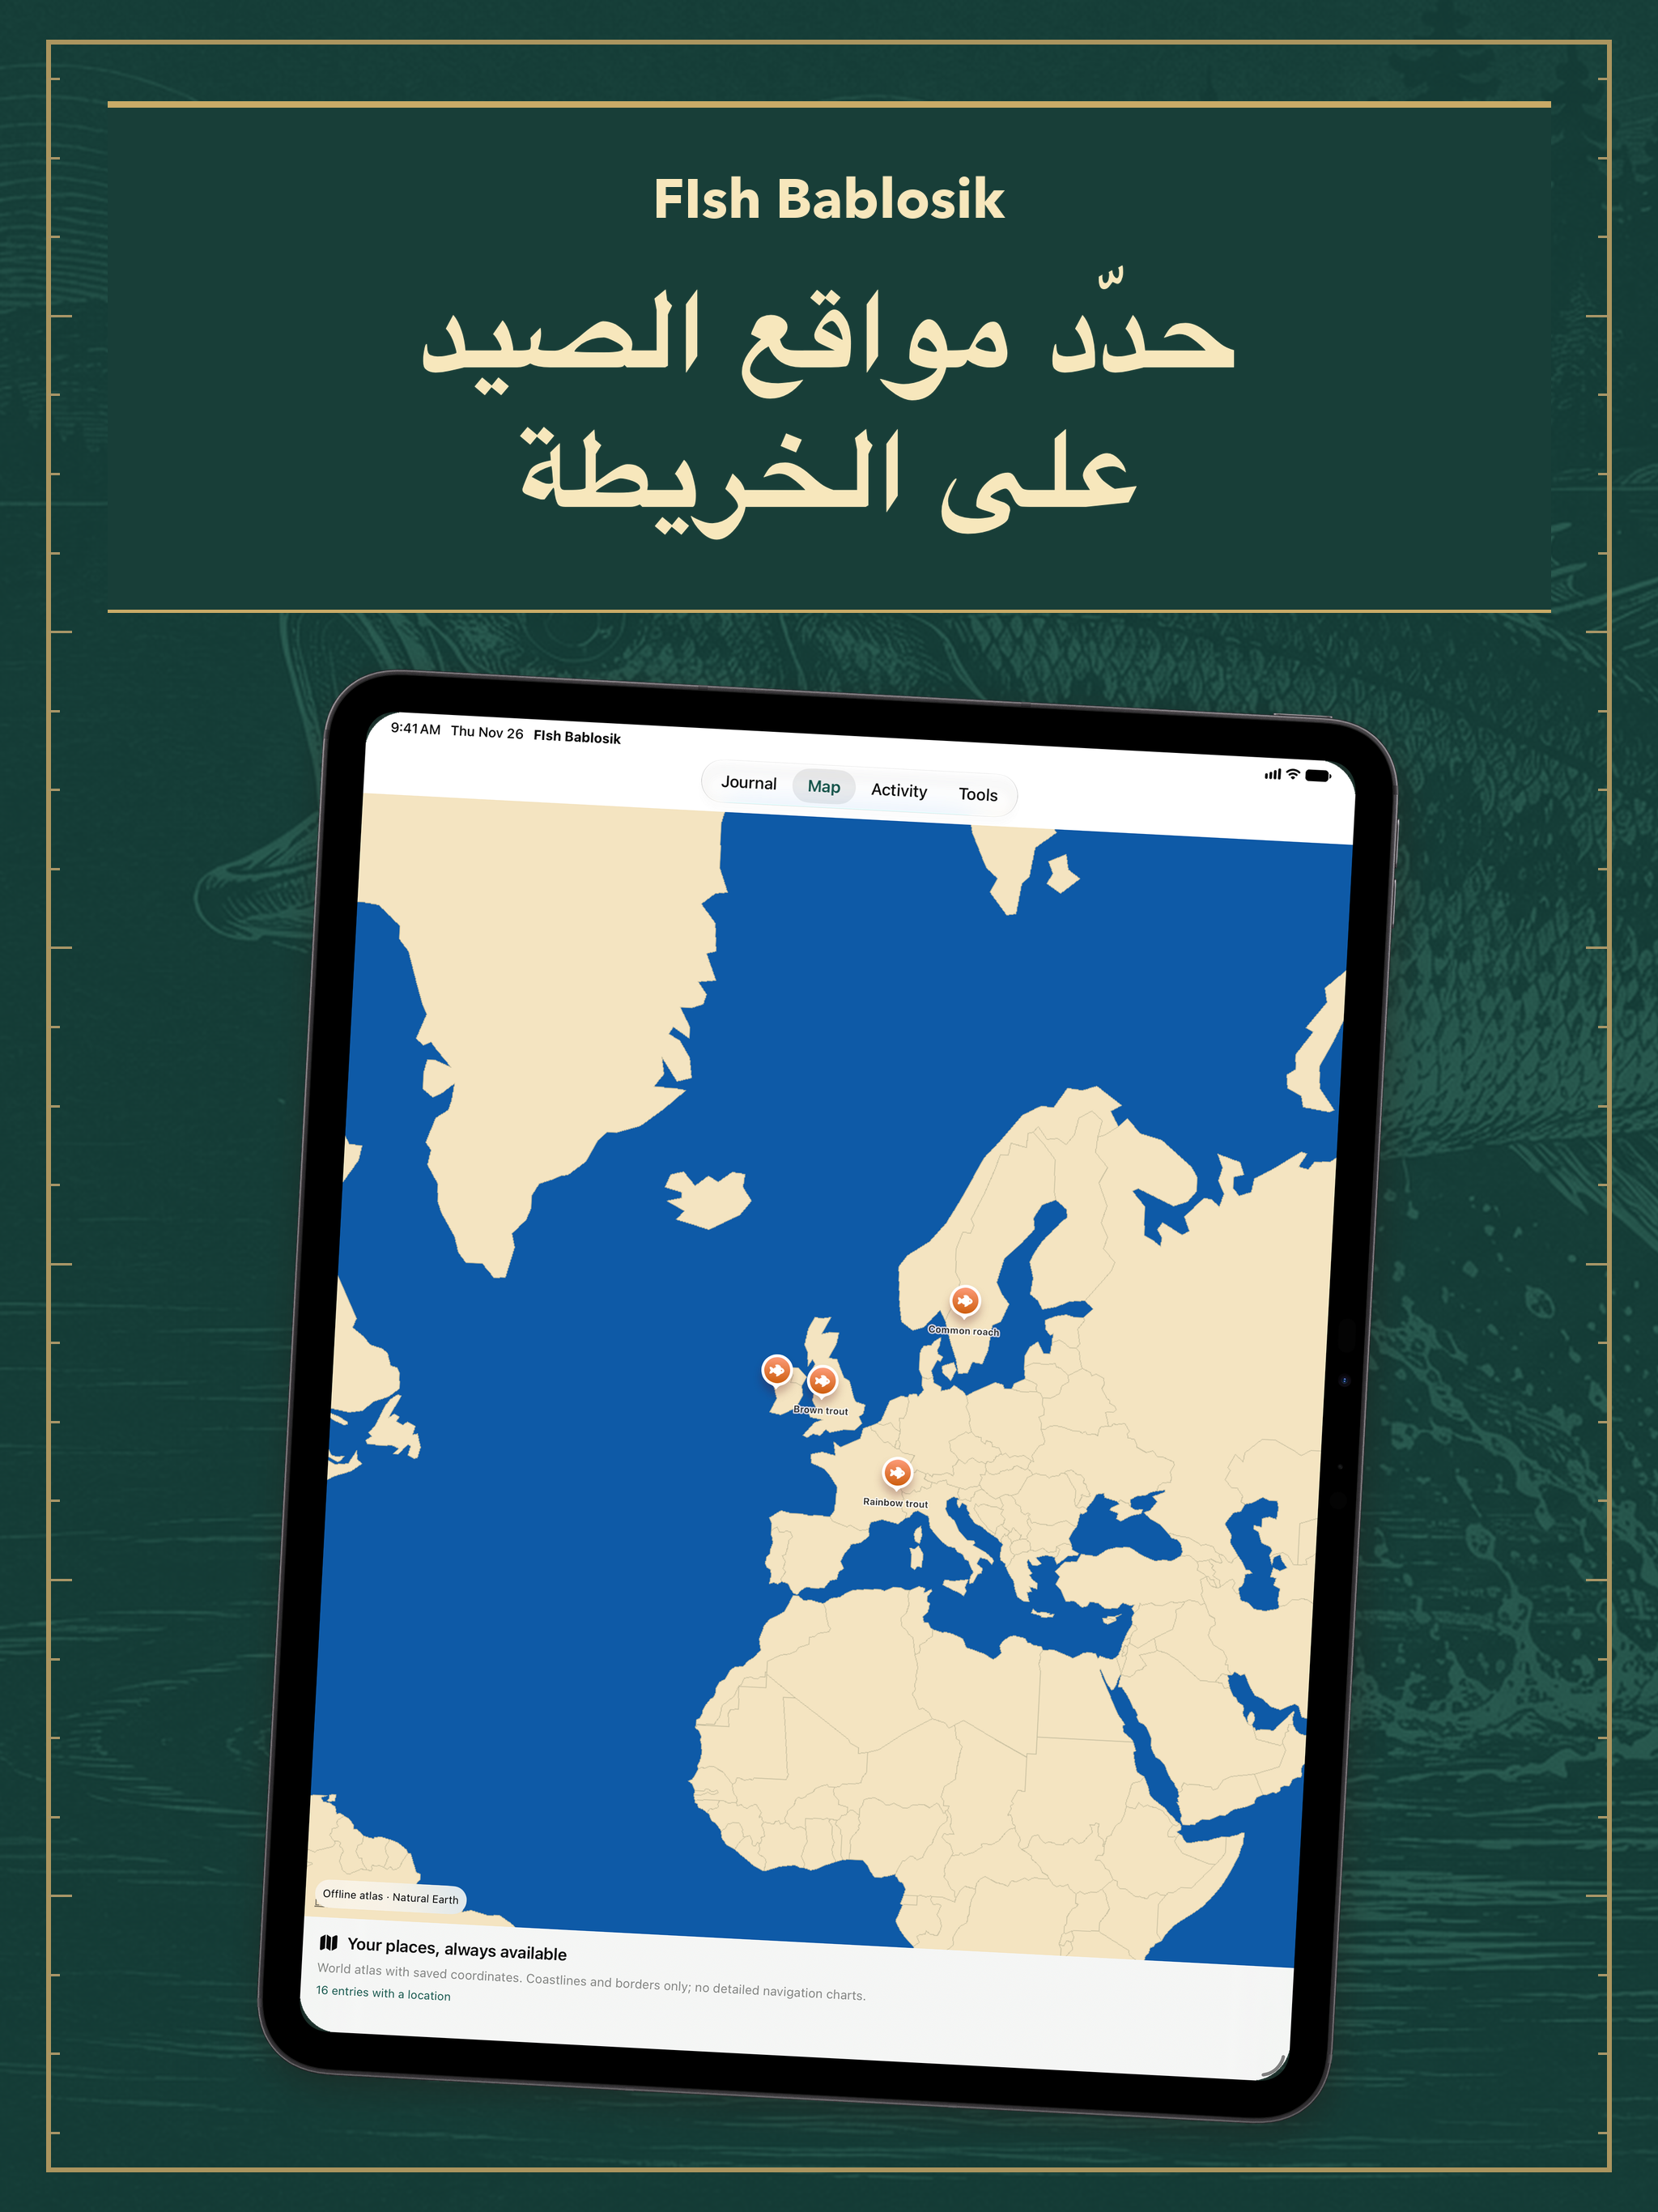 FIsh Bablosik
حدّد مواقع الصيد
على الخريطة
9:41 AM Thu Nov 26 FIsh Bablosik
Journal Map Activity Tools
Common roach
Brown trout
Rainbow trout
Offline atlas · Natural Earth
Your places, always available
World atlas with saved coordinates. Coastlines and borders only; no detailed navigation charts.
16 entries with a location